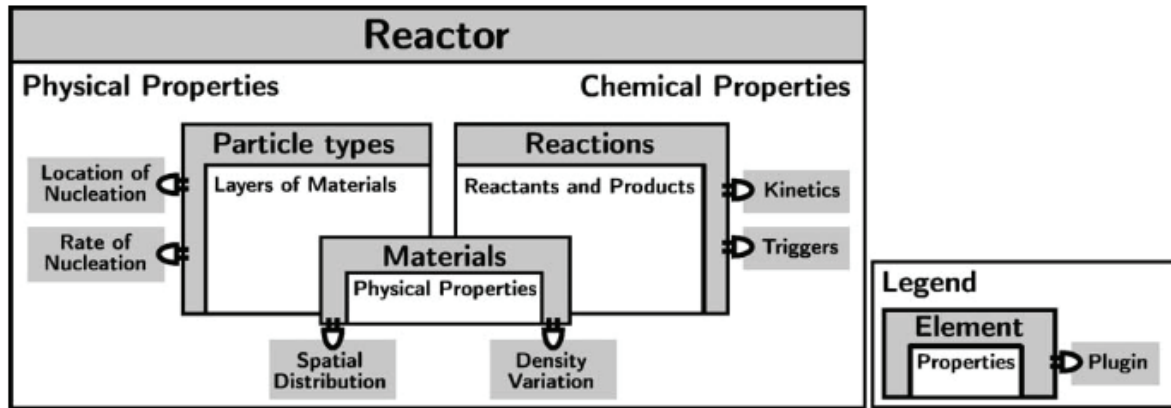 Reactor
Physical Properties
Chemical Properties
Particle types
Layers of Materials
Location of
Nucleation
Rate of
Nucleation
Reactions
Reactants and Products
Kinetics
Triggers
Materials
Physical Properties
Spatial
Distribution
Density
Variation
Legend
Element
Properties
Plugin